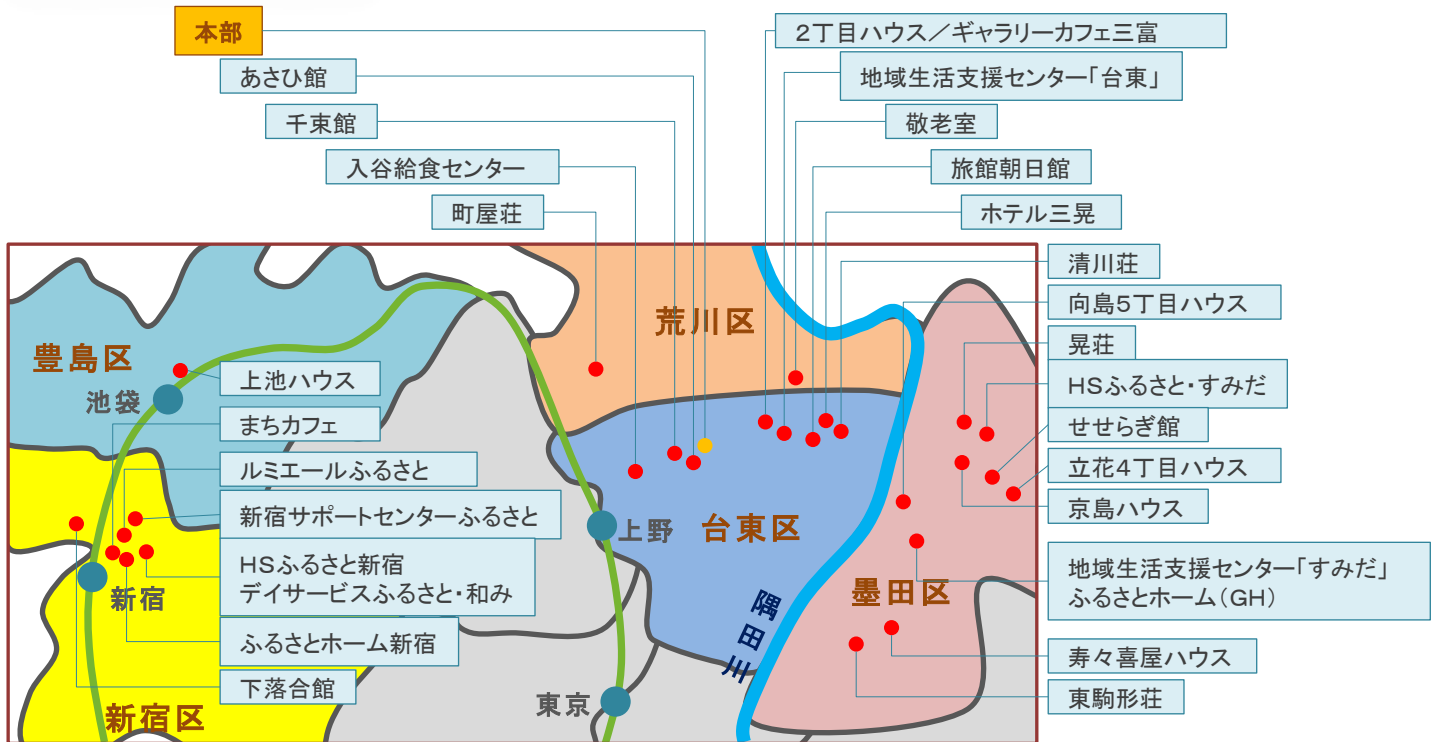 本部
2丁目ハウス／ギャラリーカフェ三富
あさひ館
地域生活支援センター「台東」
千束館
敬老室
入谷給食センター
旅館朝日館
町屋荘
ホテル三晃
清川荘
向島5丁目ハウス
晃荘
HSふるさと・すみだ
せせらぎ館
立花4丁目ハウス
京島ハウス
地域生活支援センター「すみだ」
ふるさとホーム(GH)
寿々喜屋ハウス
東駒形荘
荒川区
豊島区
池袋
上池ハウス
まちカフェ
ルミエールふるさと
新宿サポートセンターふるさと
HSふるさと新宿
デイサービスふるさと・和み
ふるさとホーム新宿
下落合館
新宿
新宿区
上野
台東区
墨田区
隅田川
東京